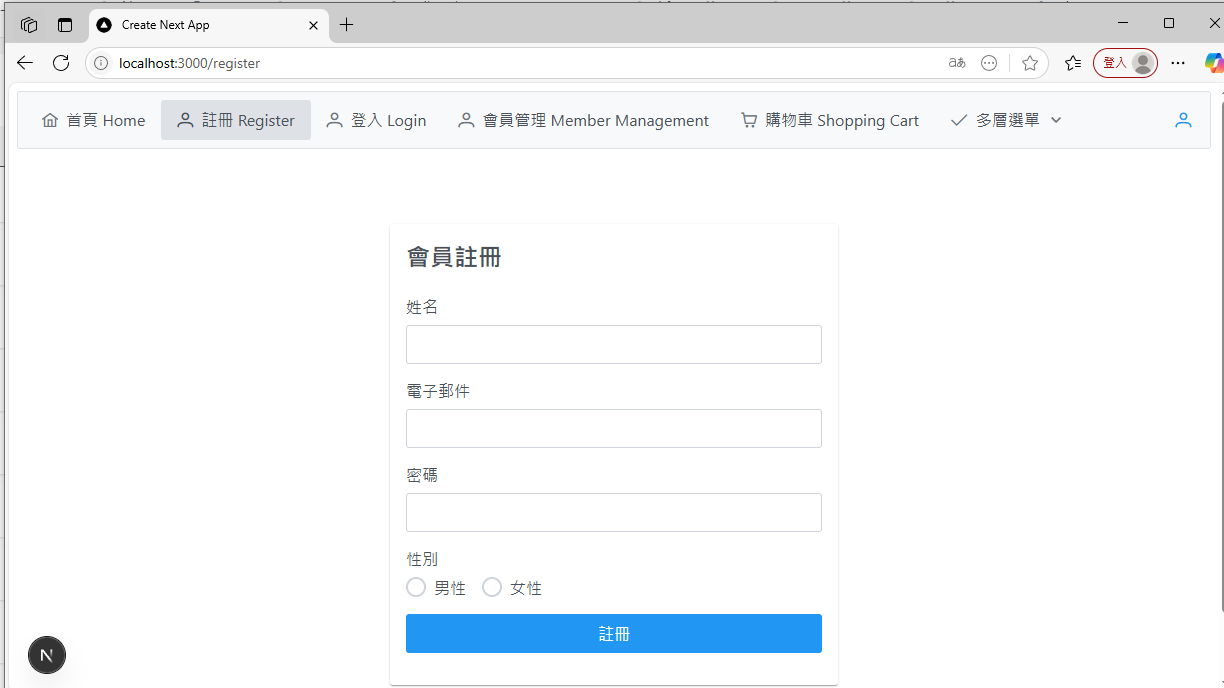 Create Next App
localhost:3000/register
aあ
登入
首頁 Home 註冊 Register 登入 Login 會員管理 Member Management 購物車 Shopping Cart 多層選單
會員註冊
姓名
電子郵件
密碼
性別
男性 女性
註冊
N